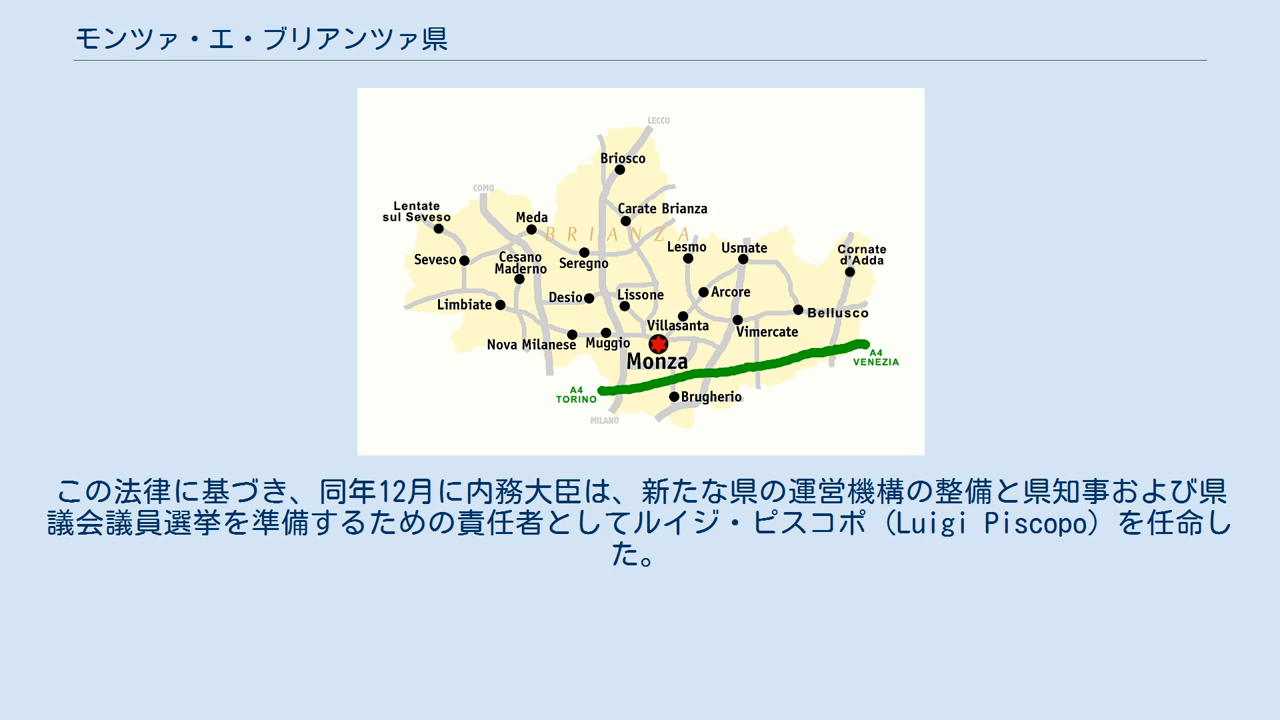 モンツァ・エ・ブリアンツァ県
LECCO
Briosco
COMO
Lentate
sul Seveso
Meda
Carate Brianza
BRIANZA
Lesmo
Usmate
Cornate
d'Adda
Seveso
Cesano
Maderno
Seregno
Limbiate
Desio
Lissone
Arcore
Bellusco
Villasanta
Vimercate
Nova Milanese
Muggio
Monza
A4
VENEZIA
A4
TORINO
Brugherio
MILANO
この法律に基づき、同年12月に内務大臣は、新たな県の運営機構の整備と県知事および県
議会議員選挙を準備するための責任者としてルイジ・ピスコポ（Luigi Piscopo）を任命し
た。